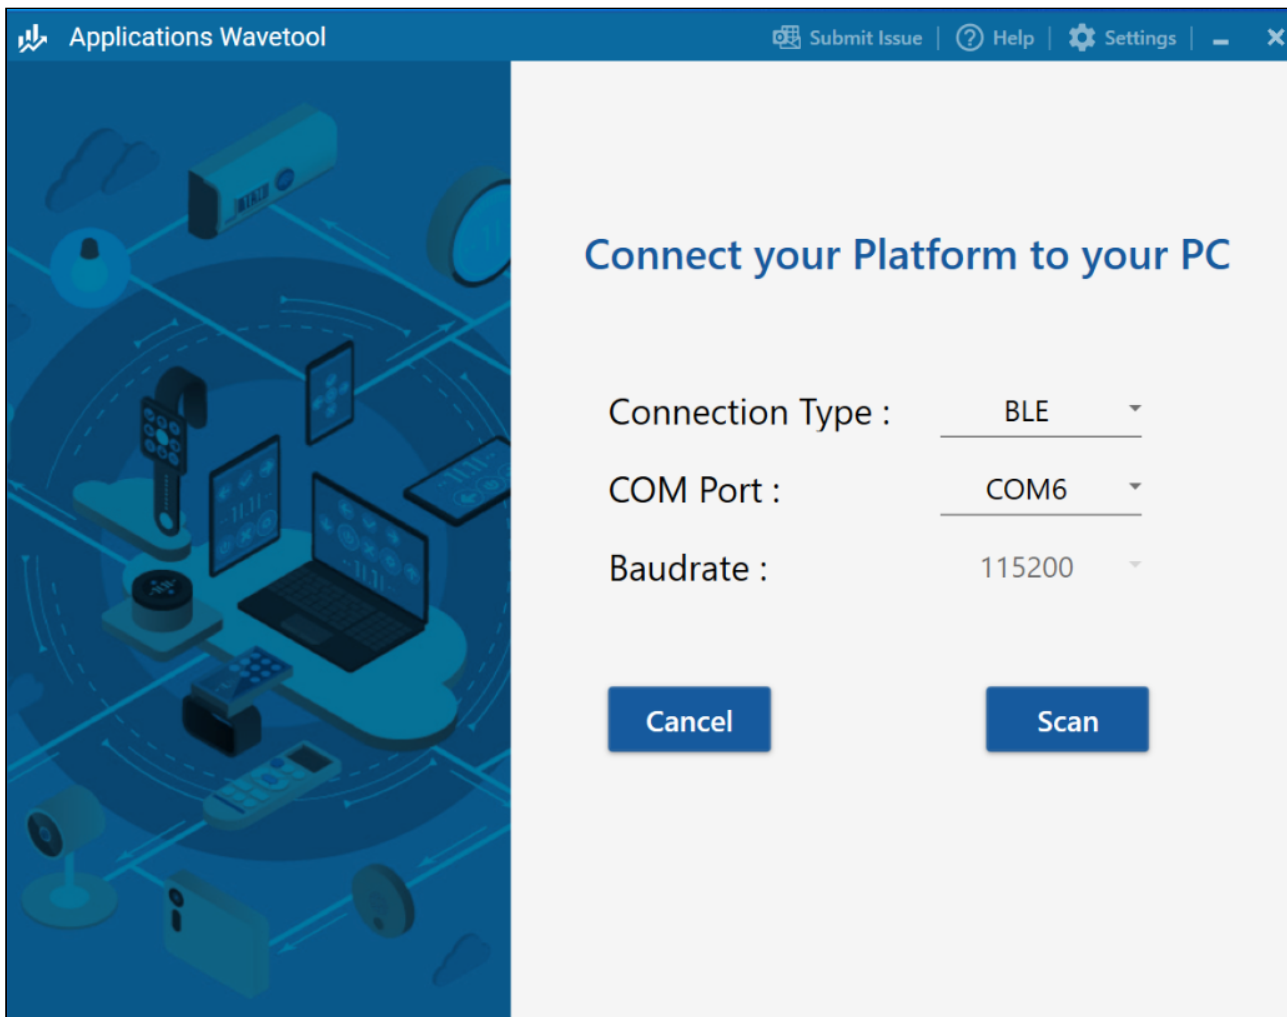 Applications Wavetool
Submit Issue | Help | Settings |
Connect your Platform to your PC
Connection Type : BLE
COM Port : COM6
Baudrate : 115200
Cancel Scan